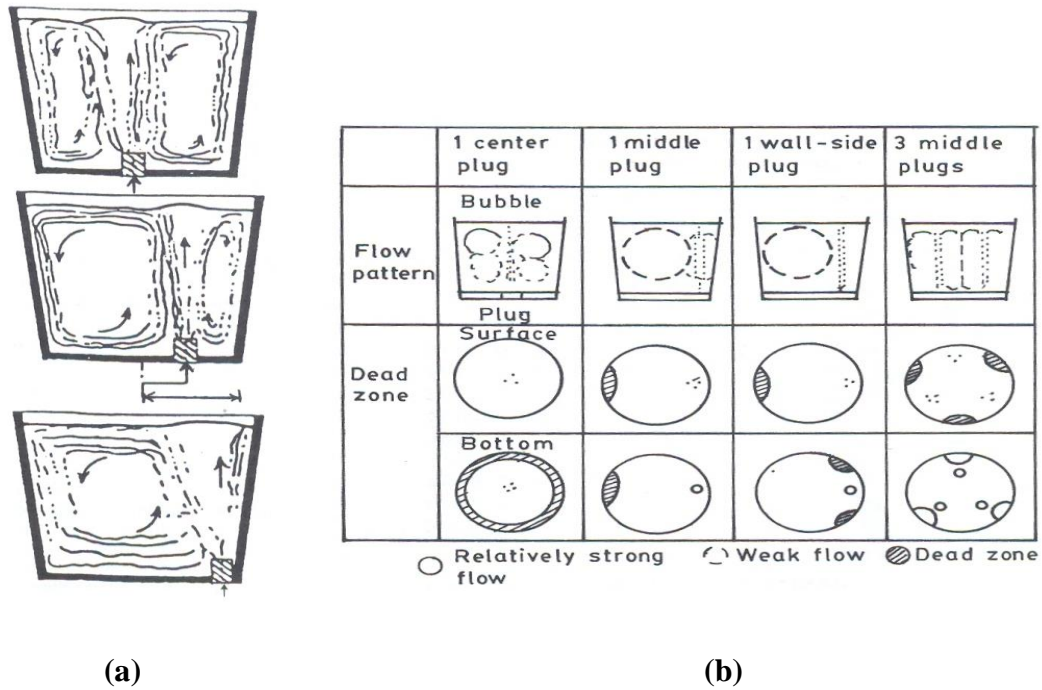 1 center
plug
1 middle
plug
1 wall-side
plug
3 middle
plugs
Flow
pattern
Bubble
Plug
Dead
zone
Surface
Bottom
Relatively strong
flow
Weak flow
Dead zone
(a)
(b)